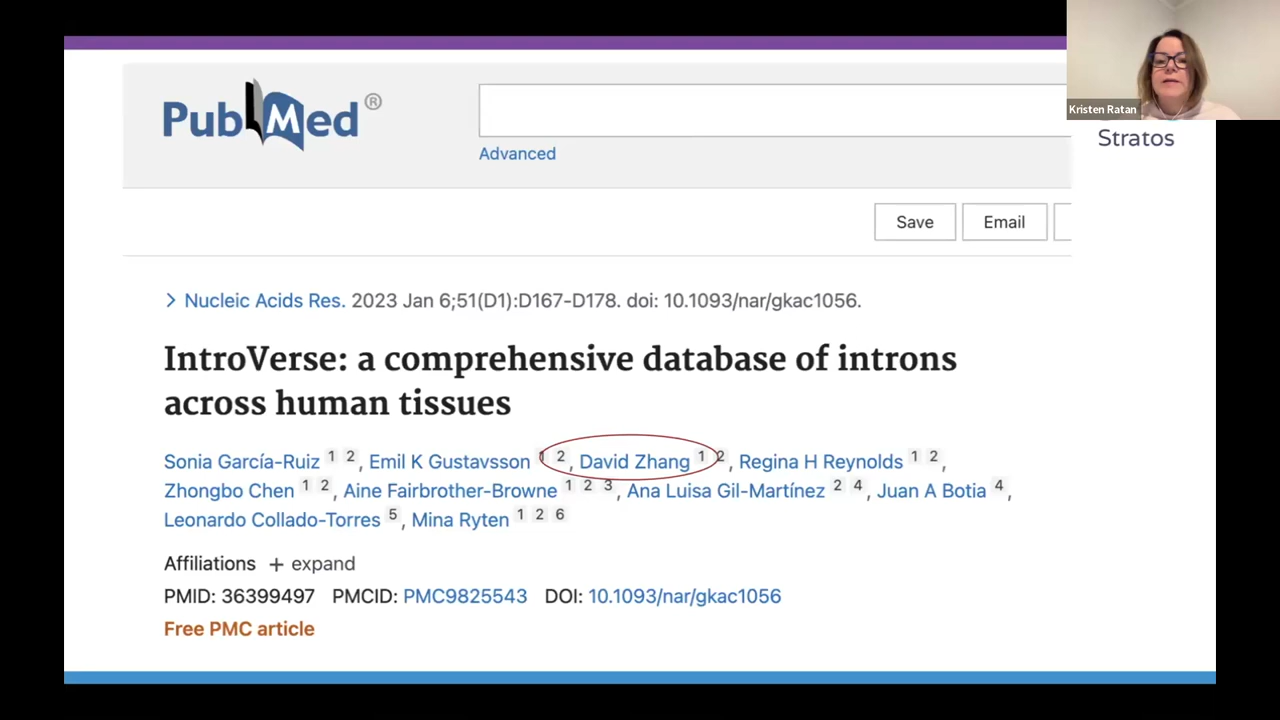 PubMed®
Advanced
Kristen Ratan
Stratos
Save
Email
> Nucleic Acids Res. 2023 Jan 6;51(D1):D167-D178. doi: 10.1093/nar/gkac1056.
IntroVerse: a comprehensive database of introns
across human tissues
Sonia García-Ruiz 1 2, Emil K Gustavsson 1 2, David Zhang 1 2, Regina H Reynolds 1 2,
Zhongbo Chen 1 2, Aine Fairbrother-Browne 1 2 3, Ana Luisa Gil-Martínez 2 4, Juan A Botia 4,
Leonardo Collado-Torres 5, Mina Ryten 1 2 6
Affiliations + expand
PMID: 36399497 PMCID: PMC9825543 DOI: 10.1093/nar/gkac1056
Free PMC article